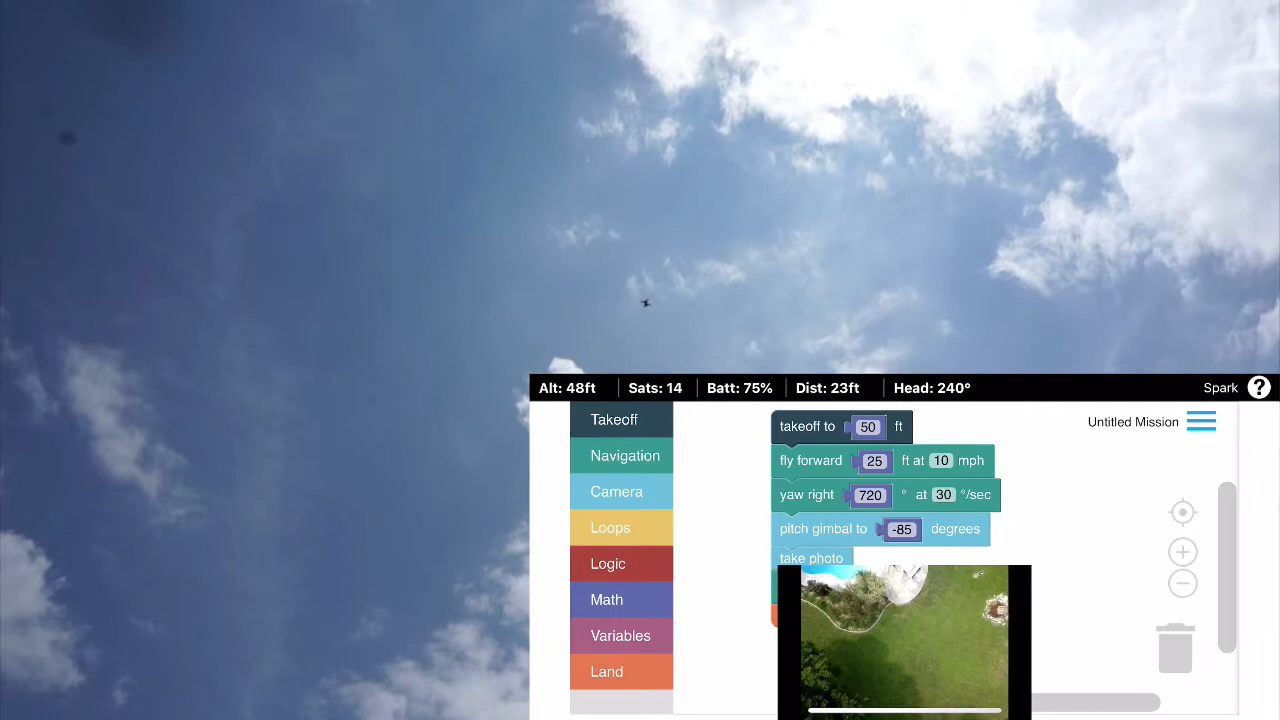 Alt: 48ft Sats: 14 Batt: 75% Dist: 23ft Head: 240° Spark ?
Takeoff
Navigation
Camera
Loops
Logic
Math
Variables
Land
takeoff to 50 ft
fly forward 25 ft at 10 mph
yaw right 720 ° at 30 °/sec
pitch gimbal to -85 degrees
take photo
Untitled Mission